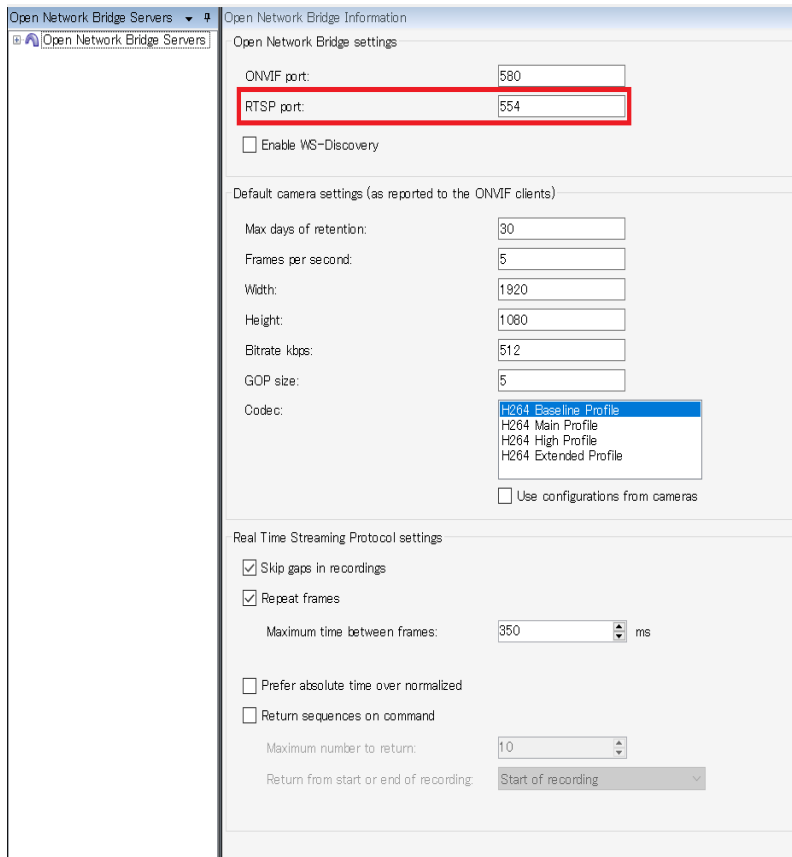 Open Network Bridge Servers
Open Network Bridge Servers
Open Network Bridge Information
Open Network Bridge settings
ONVIF port: 580
RTSP port: 554
Enable WS-Discovery
Default camera settings (as reported to the ONVIF clients)
Max days of retention: 30
Frames per second: 5
Width: 1920
Height: 1080
Bitrate kbps: 512
GOP size: 5
Codec: H264 Baseline Profile
H264 Main Profile
H264 High Profile
H264 Extended Profile
Use configurations from cameras
Real Time Streaming Protocol settings
Skip gaps in recordings
Repeat frames
Maximum time between frames: 350 ms
Prefer absolute time over normalized
Return sequences on command
Maximum number to return: 10
Return from start or end of recording: Start of recording